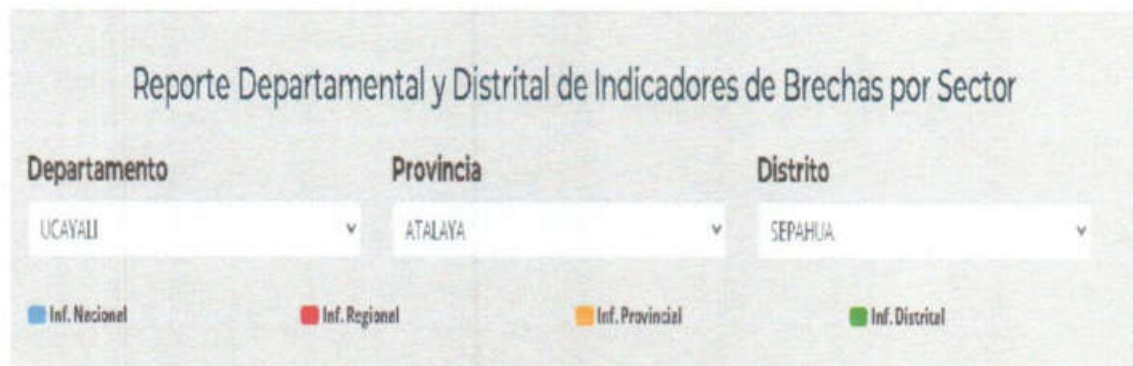 Reporte Departamental y Distrital de Indicadores de Brechas por Sector
Departamento Provincia Distrito
UCAYALI ATALAYA SEPAHUA
Inf. Nacional Inf. Regional Inf. Provincial Inf. Distrital